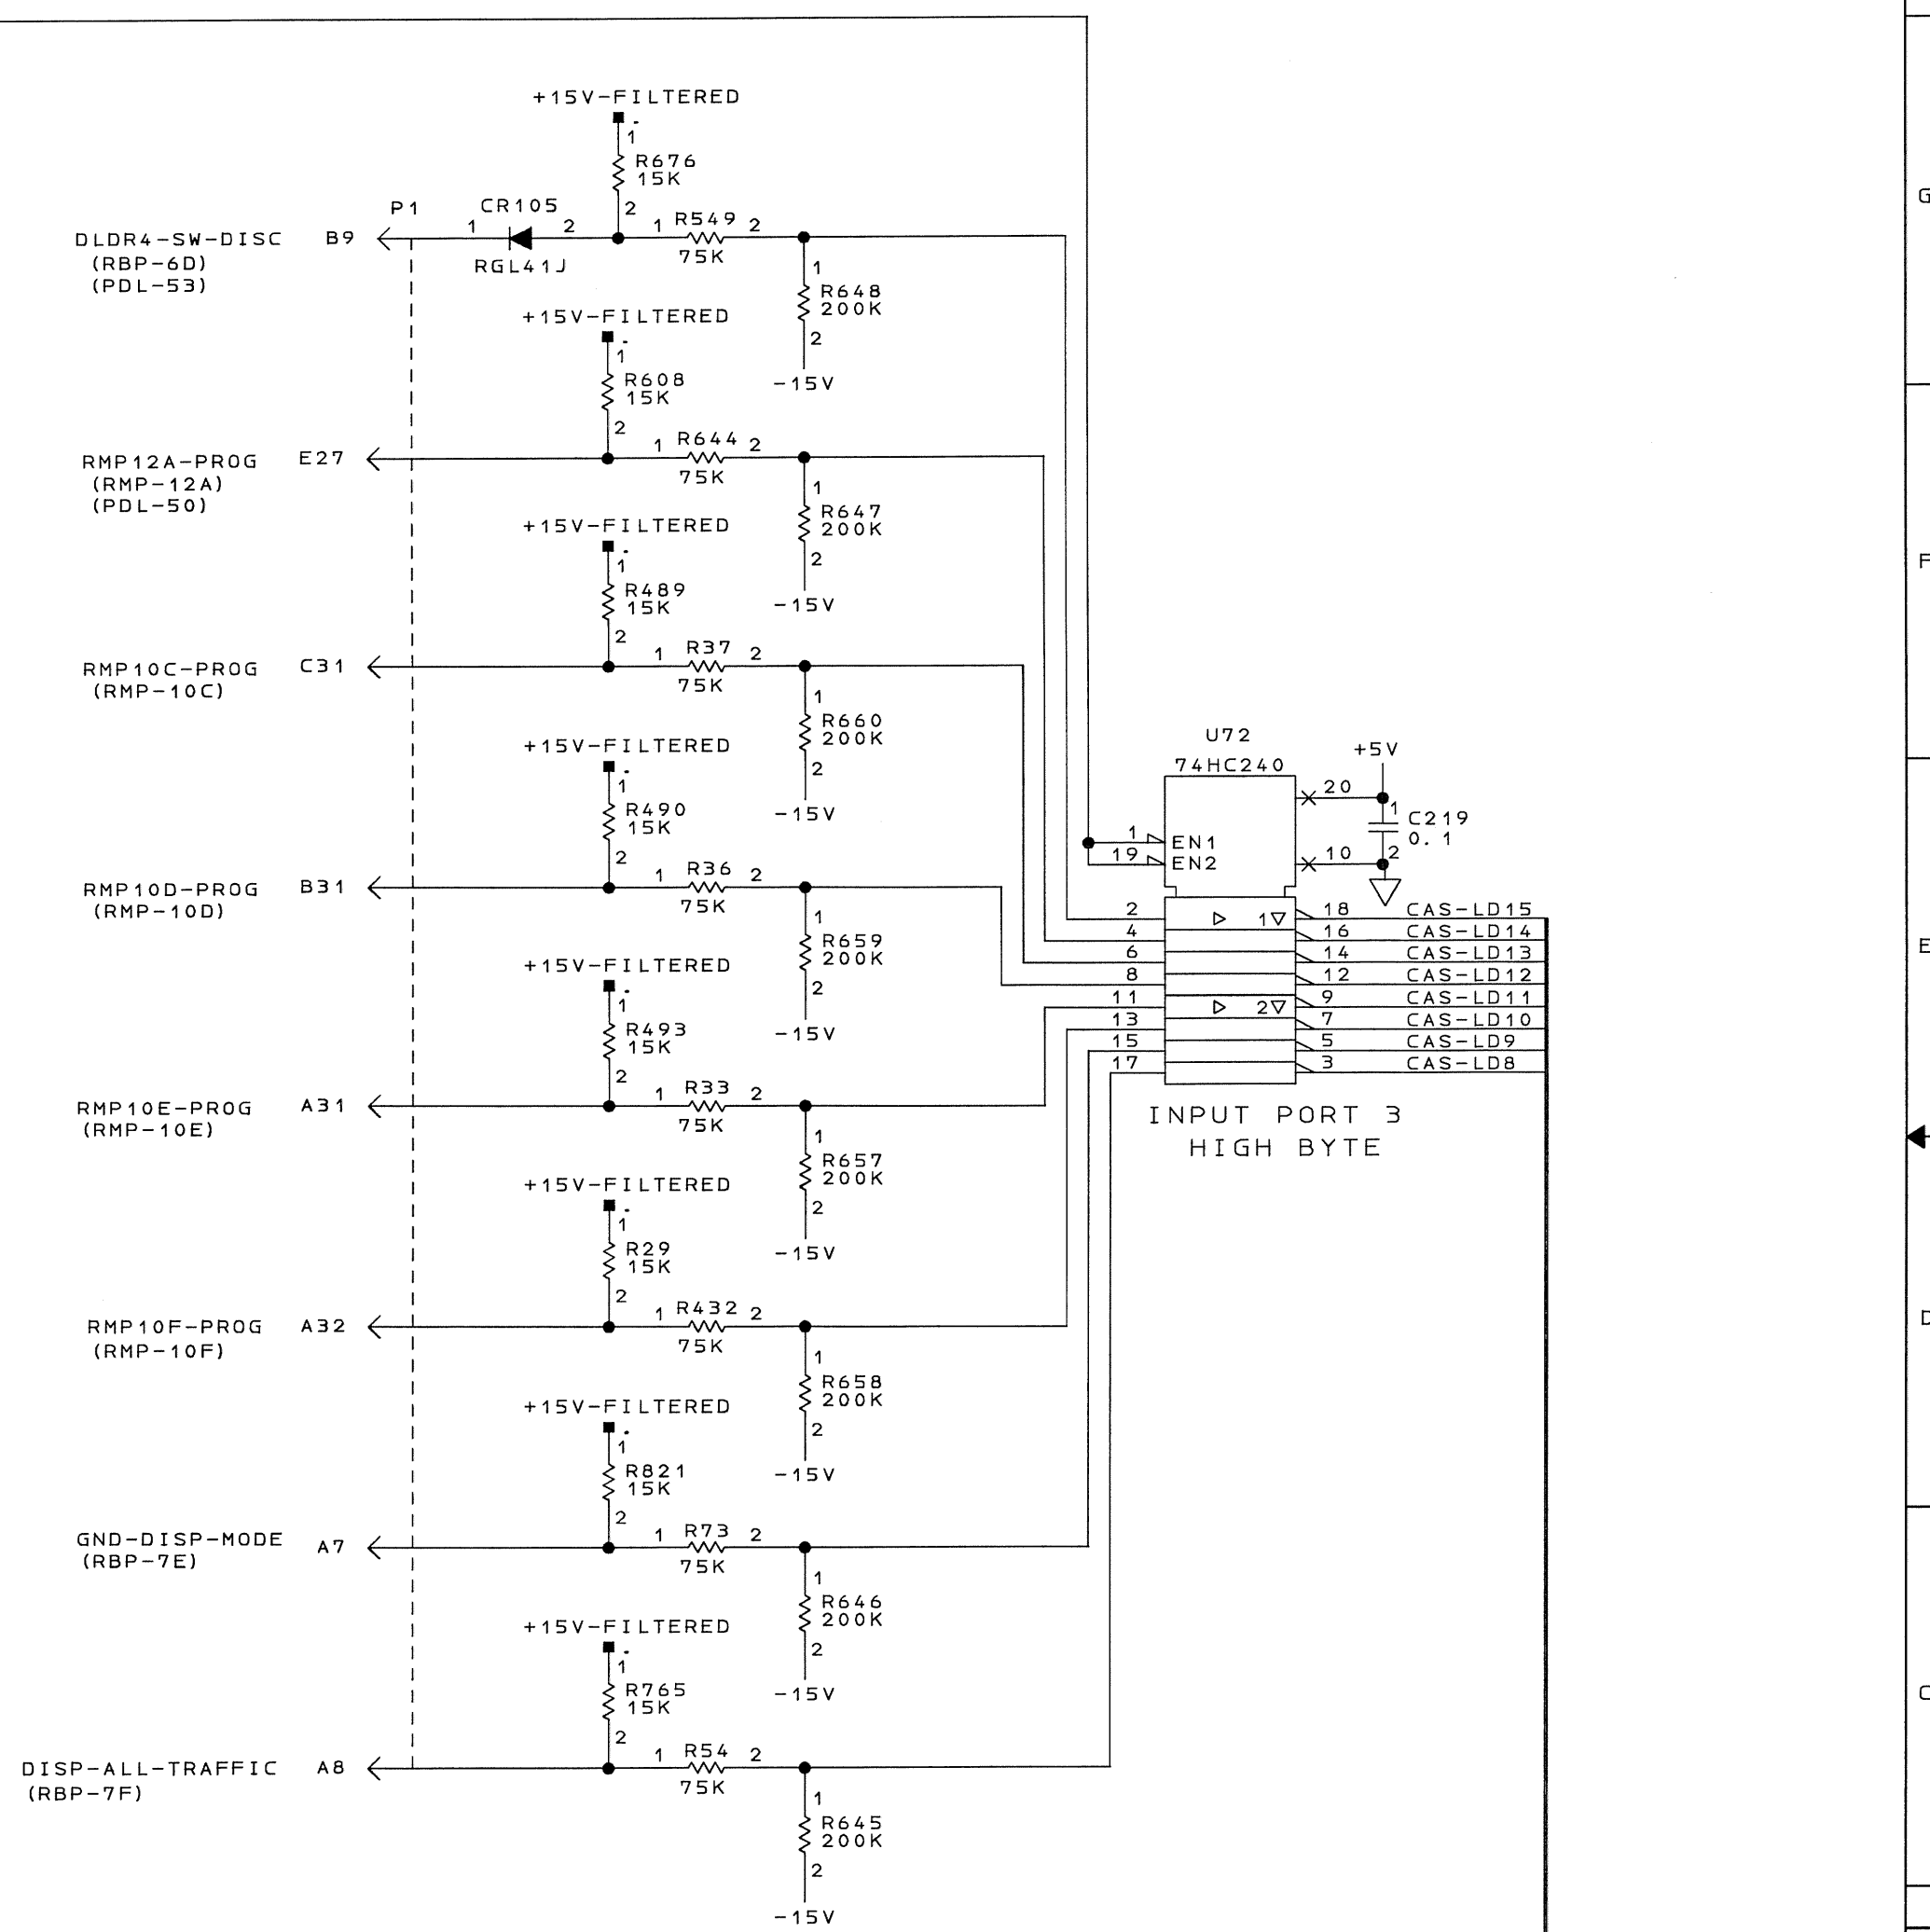 +15V-FILTERED
1
R676
15K
2
P1
1 CR105 2
RGL41J
1 R549 2
75K
DLDR4-SW-DISC B9
(RBP-6D)
(PDL-53)
1
R648
200K
2
-15V
+15V-FILTERED
1
R608
15K
2
1 R644 2
75K
RMP12A-PROG E27
(RMP-12A)
(PDL-50)
1
R647
200K
2
-15V
+15V-FILTERED
1
R489
15K
2
1 R37 2
75K
RMP10C-PROG C31
(RMP-10C)
1
R660
200K
2
-15V
+15V-FILTERED
1
R490
15K
2
1 R36 2
75K
RMP10D-PROG B31
(RMP-10D)
1
R659
200K
2
-15V
+15V-FILTERED
1
R493
15K
2
1 R33 2
75K
RMP10E-PROG A31
(RMP-10E)
1
R657
200K
2
-15V
+15V-FILTERED
1
R29
15K
2
1 R432 2
75K
RMP10F-PROG A32
(RMP-10F)
1
R658
200K
2
-15V
+15V-FILTERED
1
R821
15K
2
1 R73 2
75K
GND-DISP-MODE A7
(RBP-7E)
1
R646
200K
2
-15V
+15V-FILTERED
1
R765
15K
2
1 R54 2
75K
DISP-ALL-TRAFFIC A8
(RBP-7F)
1
R645
200K
2
-15V
U72
74HC240
+5V
20
1
C219
0.1
2
10
1 EN1
19 EN2
2 1 18 CAS-LD15
4 16 CAS-LD14
6 14 CAS-LD13
8 12 CAS-LD12
11 2 9 CAS-LD11
13 7 CAS-LD10
15 5 CAS-LD9
17 3 CAS-LD8
INPUT PORT 3
HIGH BYTE
G
F
E
D
C